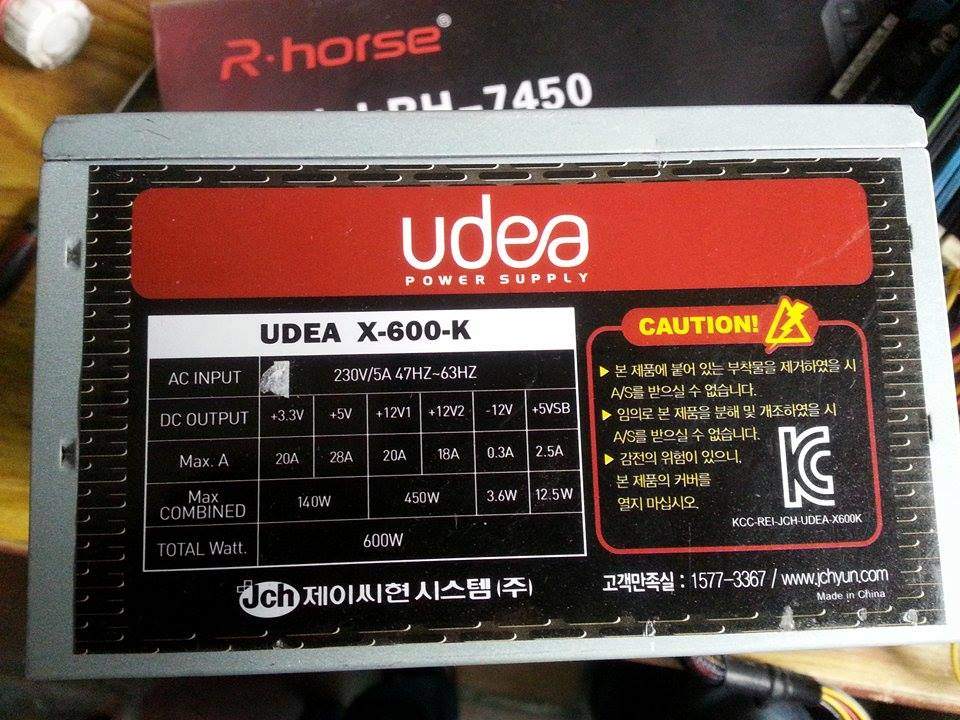 R·horse®
RH-7450
udea
POWER SUPPLY
UDEA X-600-K
AC INPUT 230V/5A 47HZ~63HZ
DC OUTPUT +3.3V +5V +12V1 +12V2 -12V +5VSB
Max. A 20A 28A 20A 18A 0.3A 2.5A
Max COMBINED 140W 450W 3.6W 12.5W
TOTAL Watt. 600W
CAUTION!
▶ 본 제품에 붙어 있는 부착물을 제거하였을 시
A/S를 받으실 수 없습니다.
▶ 임의로 본 제품을 분해 및 개조하였을 시
A/S를 받으실 수 없습니다.
▶ 감전의 위험이 있으니,
본 제품의 커버를
열지 마십시오
KCC-REI-JCH-UDEA-X600K
Jch 제이씨현시스템(주)
고객만족실 : 1577-3367 / www.jchyun.com
Made in China